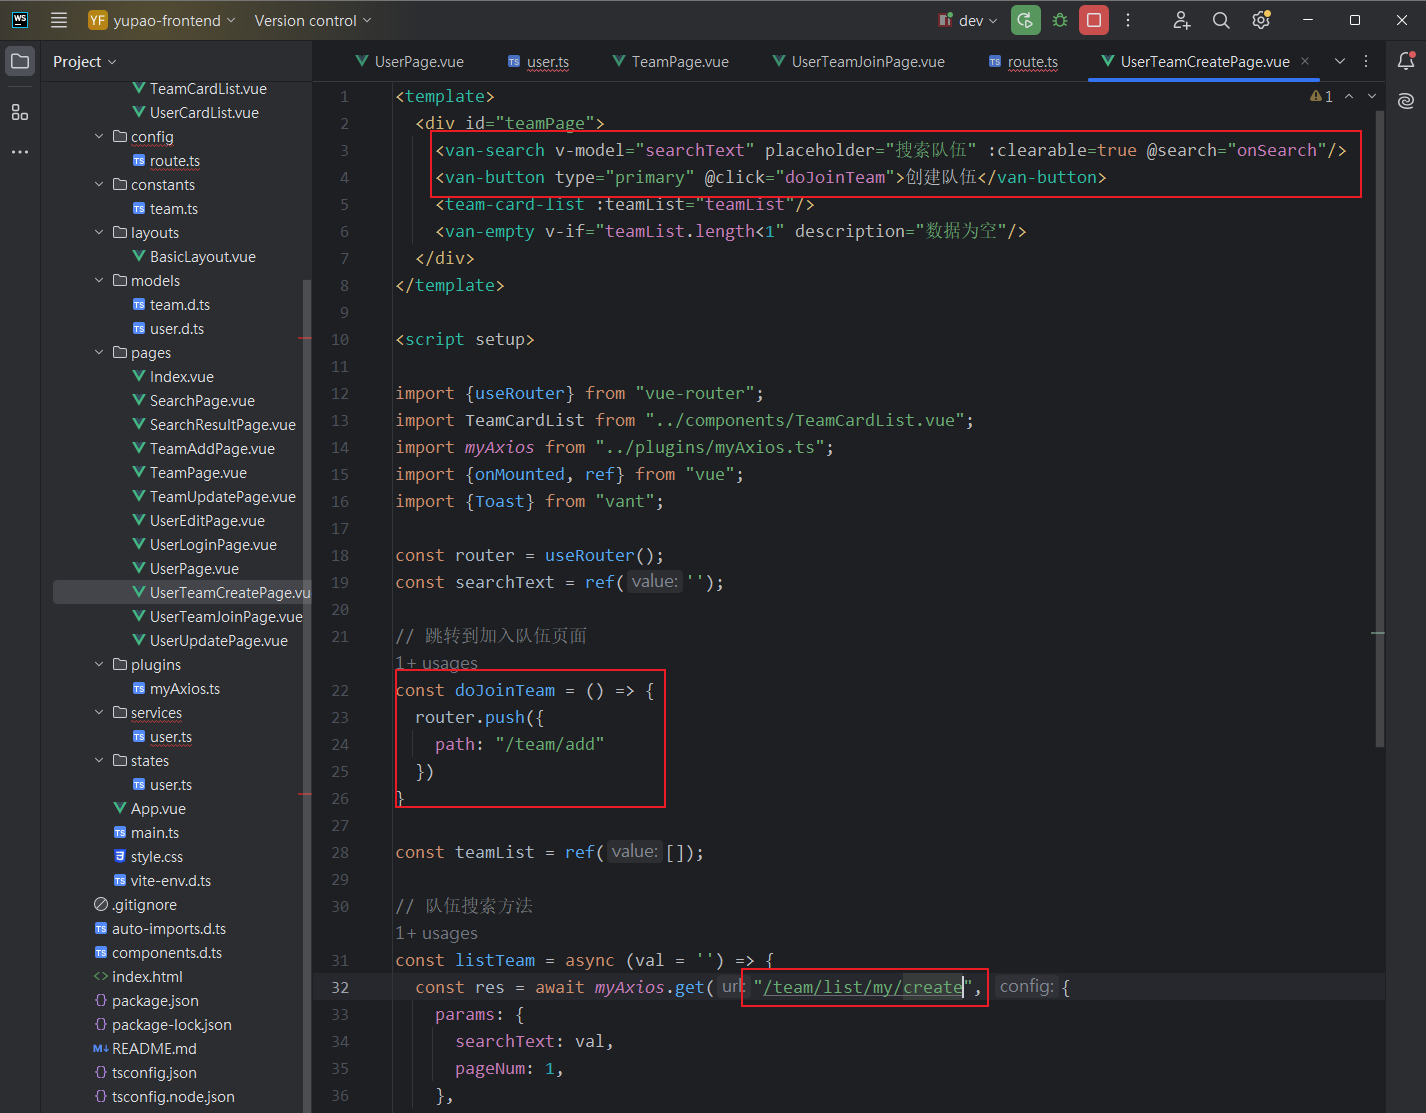 WS
YF yupao-frontend
Version control
dev
Project
UserPage.vue
TS user.ts
TeamPage.vue
UserTeamJoinPage.vue
TS route.ts
UserTeamCreatePage.vue
TeamCardList.vue
UserCardList.vue
config
TS route.ts
constants
TS team.ts
layouts
BasicLayout.vue
models
TS team.d.ts
TS user.d.ts
pages
Index.vue
SearchPage.vue
SearchResultPage.vue
TeamAddPage.vue
TeamPage.vue
TeamUpdatePage.vue
UserEditPage.vue
UserLoginPage.vue
UserPage.vue
UserTeamCreatePage.vu
UserTeamJoinPage.vue
UserUpdatePage.vue
plugins
TS myAxios.ts
services
TS user.ts
states
TS user.ts
App.vue
TS main.ts
style.css
TS vite-env.d.ts
.gitignore
TS auto-imports.d.ts
TS components.d.ts
<> index.html
{} package.json
{} package-lock.json
M↓ README.md
{} tsconfig.json
{} tsconfig.node.json
1
1 <template>
2 <div id="teamPage">
3 <van-search v-model="searchText" placeholder="搜索队伍" :clearable=true @search="onSearch"/>
4 <van-button type="primary" @click="doJoinTeam">创建队伍</van-button>
5 <team-card-list :teamList="teamList"/>
6 <van-empty v-if="teamList.length<1" description="数据为空"/>
7 </div>
8 </template>
9
10 <script setup>
11
12 import {useRouter} from "vue-router";
13 import TeamCardList from "../components/TeamCardList.vue";
14 import myAxios from "../plugins/myAxios.ts";
15 import {onMounted, ref} from "vue";
16 import {Toast} from "vant";
17
18 const router = useRouter();
19 const searchText = ref( value: '');
20
21 // 跳转到加入队伍页面
1+ usages
22 const doJoinTeam = () => {
23 router.push({
24 path: "/team/add"
25 })
26 }
27
28 const teamList = ref( value: []);
29
30 // 队伍搜索方法
1+ usages
31 const listTeam = async (val = '') => {
32 const res = await myAxios.get( url: "/team/list/my/create", config: {
33 params: {
34 searchText: val,
35 pageNum: 1,
36 },